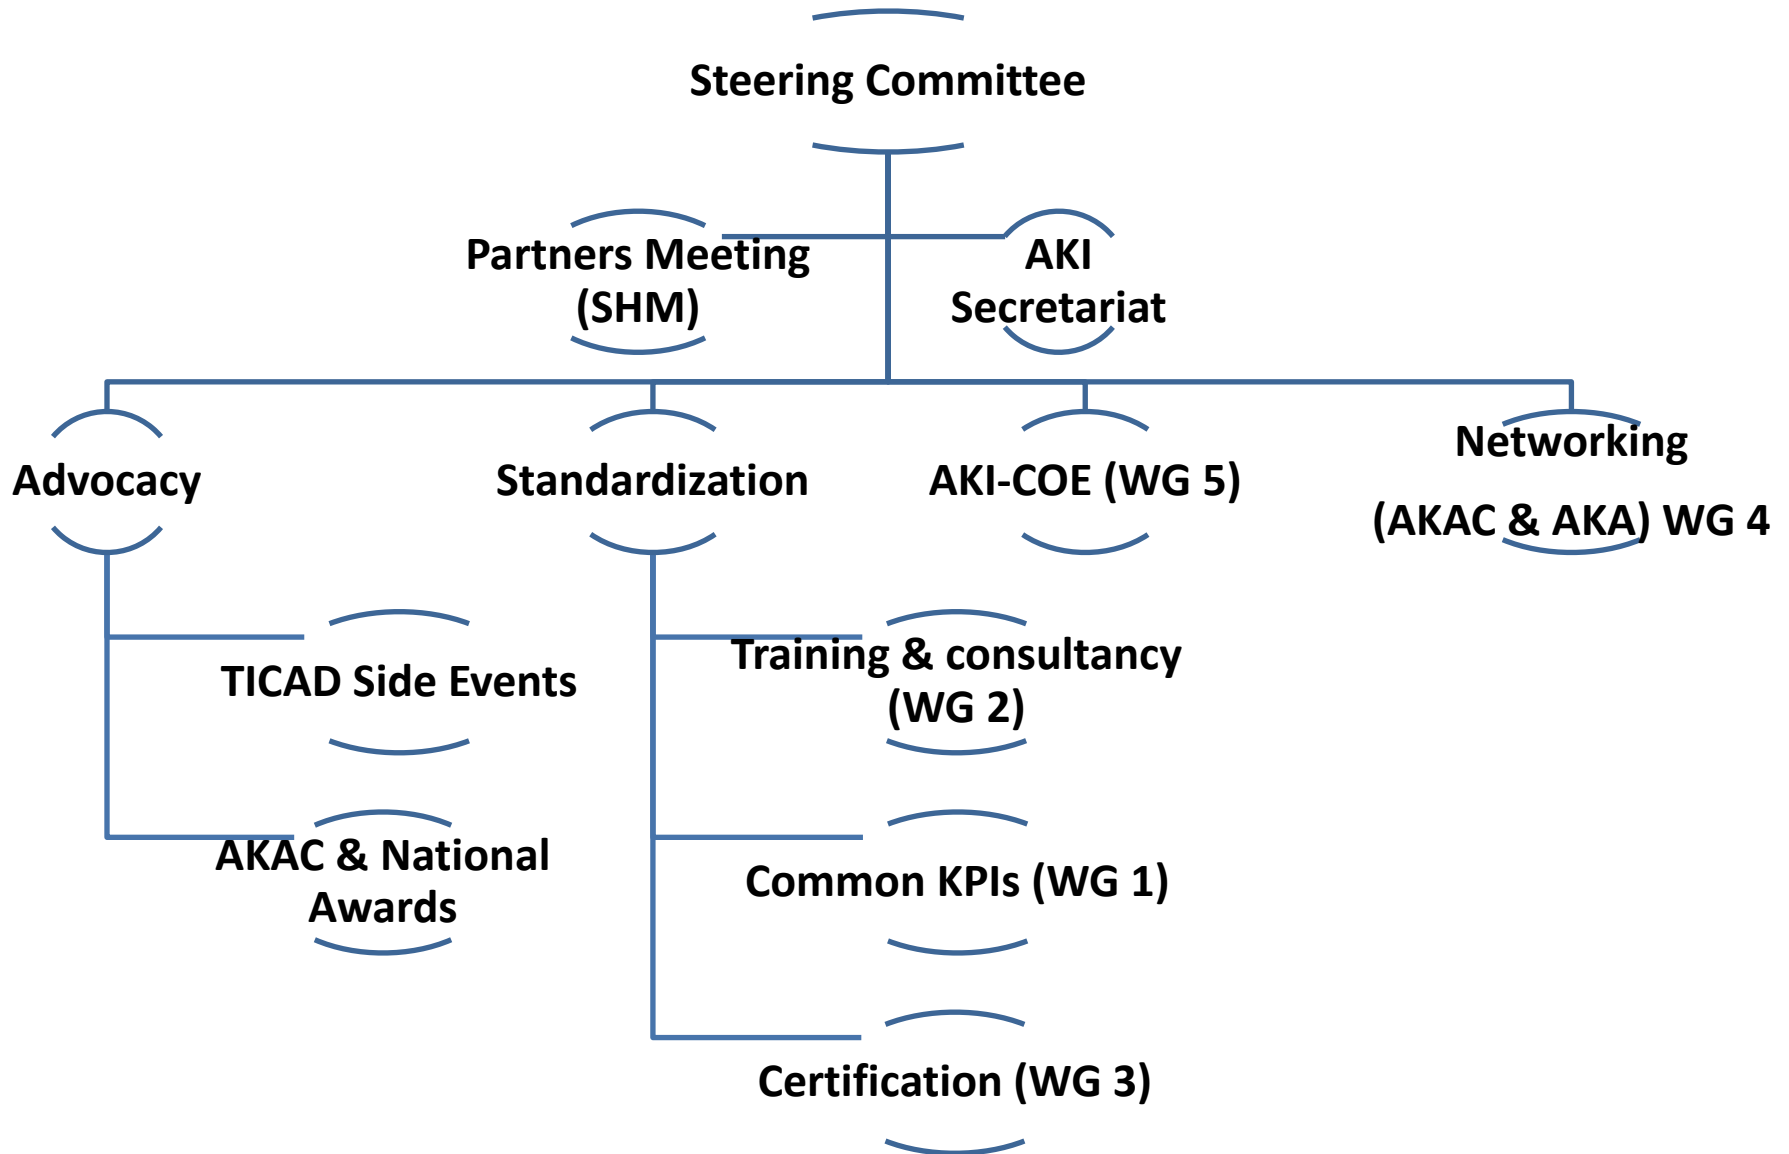 Steering Committee
Partners Meeting
(SHM)
AKI
Secretariat
Advocacy
Standardization
AKI-COE (WG 5)
Networking
(AKAC & AKA) WG 4
TICAD Side Events
AKAC & National
Awards
Training & consultancy
(WG 2)
Common KPIs (WG 1)
Certification (WG 3)